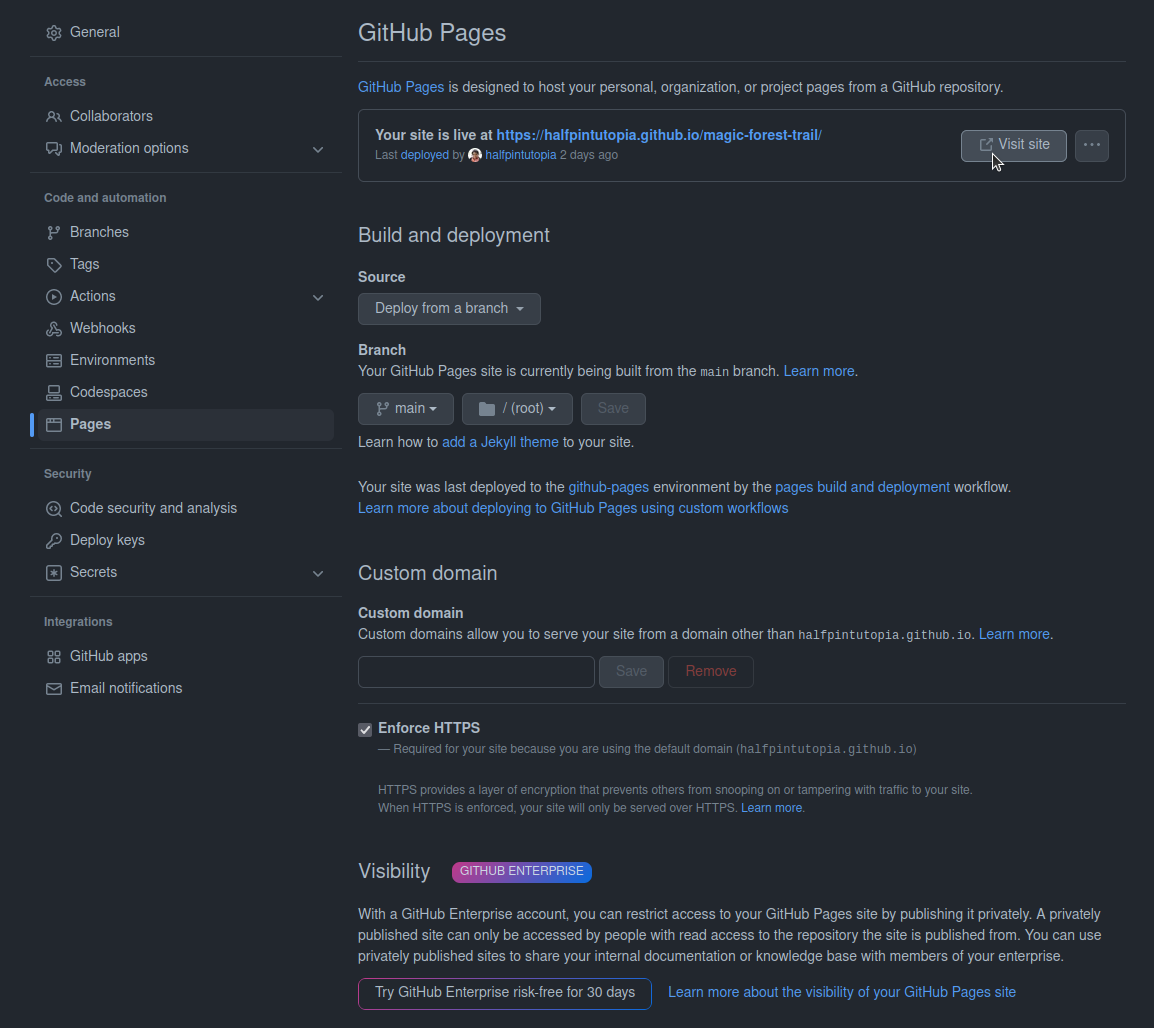 General
Access
Collaborators
Moderation options
Code and automation
Branches
Tags
Actions
Webhooks
Environments
Codespaces
Pages
Security
Code security and analysis
Deploy keys
Secrets
Integrations
GitHub apps
Email notifications
GitHub Pages
GitHub Pages is designed to host your personal, organization, or project pages from a GitHub repository.
Your site is live at https://halfpintutopia.github.io/magic-forest-trail/
Last deployed by halfpintutopia 2 days ago
Visit site
Build and deployment
Source
Deploy from a branch
Branch
Your GitHub Pages site is currently being built from the main branch. Learn more.
main / (root) Save
Learn how to add a Jekyll theme to your site.
Your site was last deployed to the github-pages environment by the pages build and deployment workflow.
Learn more about deploying to GitHub Pages using custom workflows
Custom domain
Custom domain
Custom domains allow you to serve your site from a domain other than halfpintutopia.github.io. Learn more.
Save Remove
Enforce HTTPS
— Required for your site because you are using the default domain (halfpintutopia.github.io)
HTTPS provides a layer of encryption that prevents others from snooping on or tampering with traffic to your site.
When HTTPS is enforced, your site will only be served over HTTPS. Learn more.
Visibility GITHUB ENTERPRISE
With a GitHub Enterprise account, you can restrict access to your GitHub Pages site by publishing it privately. A privately
published site can only be accessed by people with read access to the repository the site is published from. You can use
privately published sites to share your internal documentation or knowledge base with members of your enterprise.
Try GitHub Enterprise risk-free for 30 days Learn more about the visibility of your GitHub Pages site